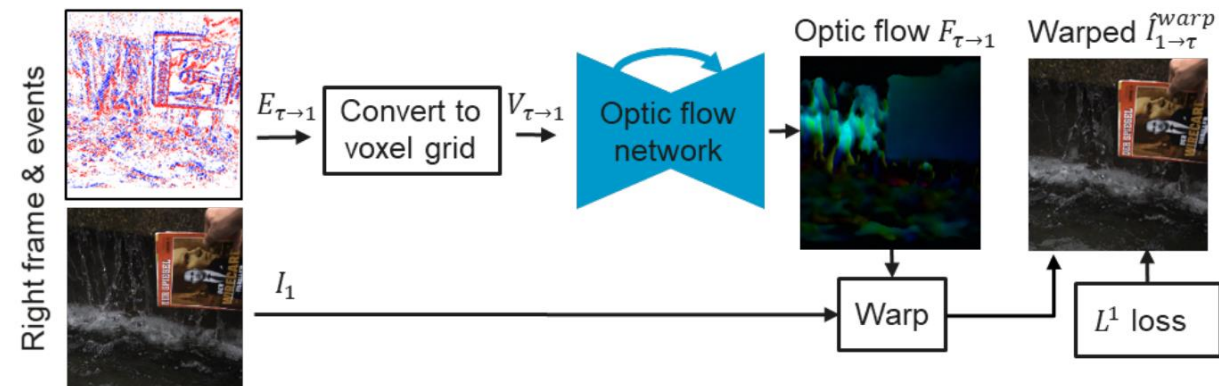 Right frame & events
E_{τ→1}
Convert to
voxel grid
V_{τ→1}
Optic flow
network
Optic flow F_{τ→1}
Warped Î^{warp}_{1→τ}
I_1
Warp
L^1 loss
DER SPIEGEL
WIRECARD